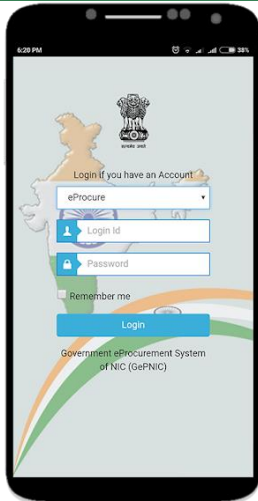 6:20 PM
38%
सत्यमेव जयते
Login if you have an Account
eProcure
Login Id
Password
Remember me
Login
Government eProcurement System
of NIC (GePNIC)